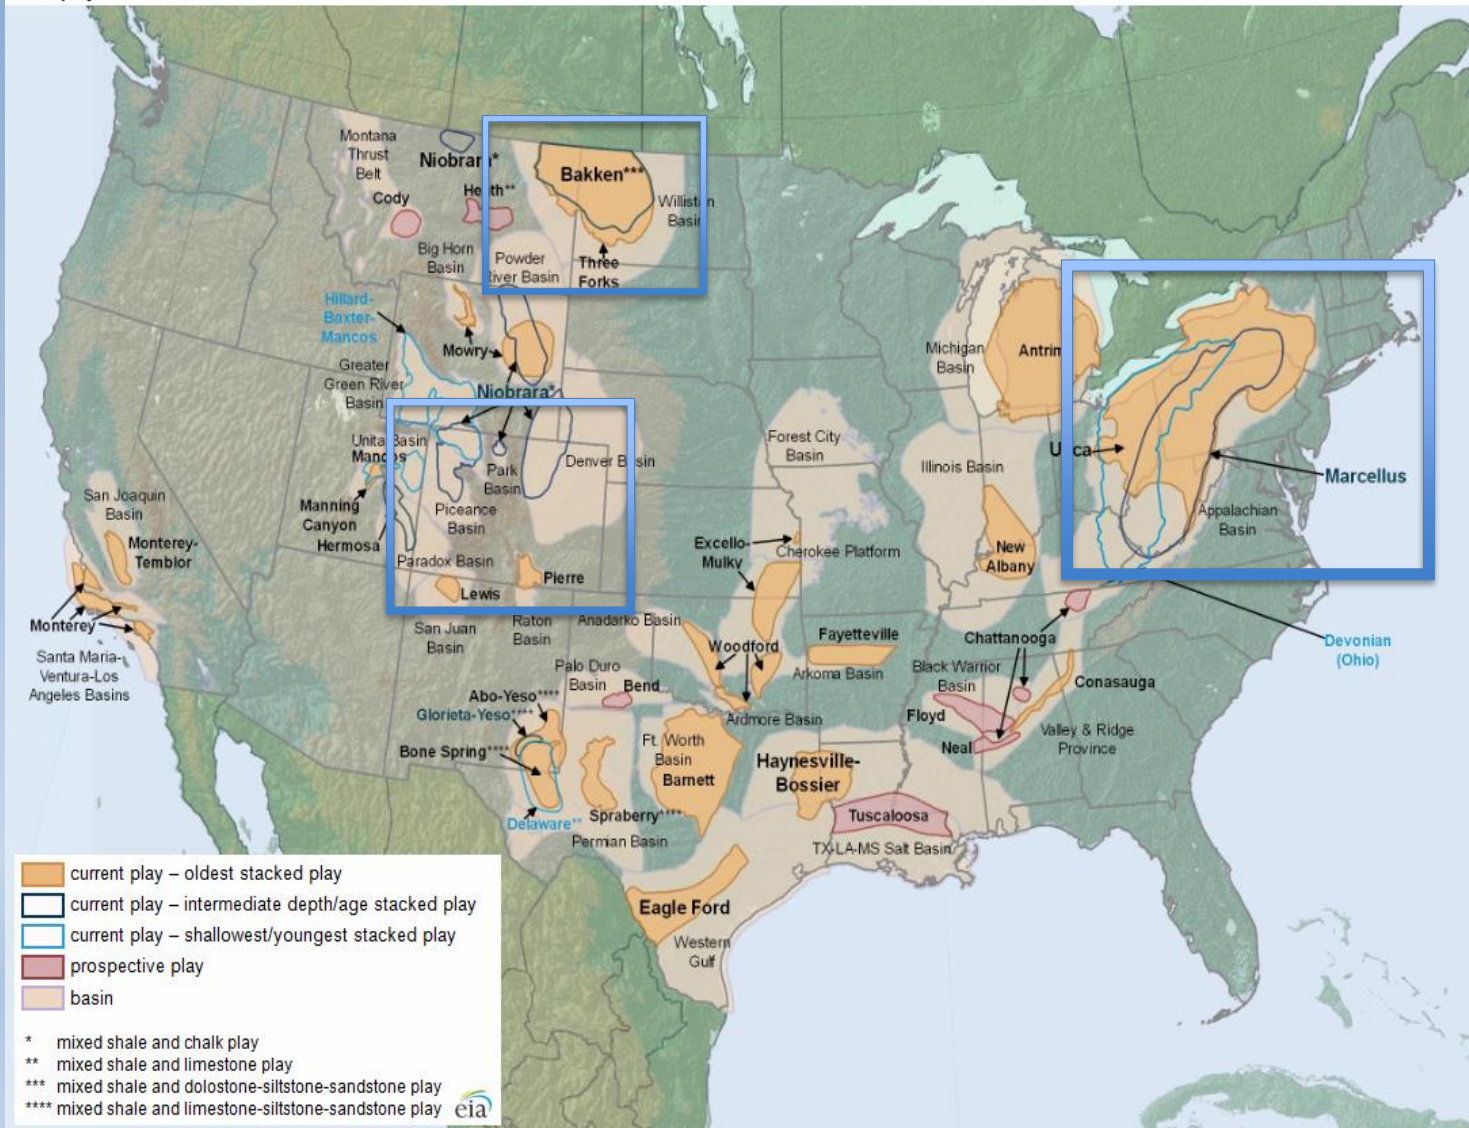 Montana
Thrust
Belt
Niobrara*
Bakken***
Cody
Heath**
Williston
Basin
Big Horn
Basin
Powder
River Basin
Three
Forks
Hillard-
Baxter-
Mancos
Mowry
Greater
Green River
Basin
Niobrara*
Michigan
Basin
Antrim
Unita Basin
Mancos
Park
Basin
Denver Basin
Forest City
Basin
Illinois Basin
Utica
Marcellus
San Joaquin
Basin
Manning
Canyon
Hermosa
Piceance
Basin
Appalachian
Basin
Monterey-
Temblor
Paradox Basin
Pierre
Lewis
Excello-
Mulky
Cherokee Platform
New
Albany
Monterey
San Juan
Basin
Raton
Basin
Anadarko Basin
Woodford
Fayetteville
Chattanooga
Devonian
(Ohio)
Santa Maria-
Ventura-Los
Angeles Basins
Palo Duro
Basin
Bend
Arkoma Basin
Black Warrior
Basin
Conasauga
Abo-Yeso****
Glorieta-Yeso****
Ardmore Basin
Floyd
Bone Spring****
Ft. Worth
Basin
Barnett
Haynesville-
Bossier
Neal
Valley & Ridge
Province
Delaware**
Spraberry****
Tuscaloosa
Permian Basin
TX-LA-MS Salt Basin
Eagle Ford
Western
Gulf
current play – oldest stacked play
current play – intermediate depth/age stacked play
current play – shallowest/youngest stacked play
prospective play
basin
* mixed shale and chalk play
** mixed shale and limestone play
*** mixed shale and dolostone-siltstone-sandstone play
**** mixed shale and limestone-siltstone-sandstone play
eia